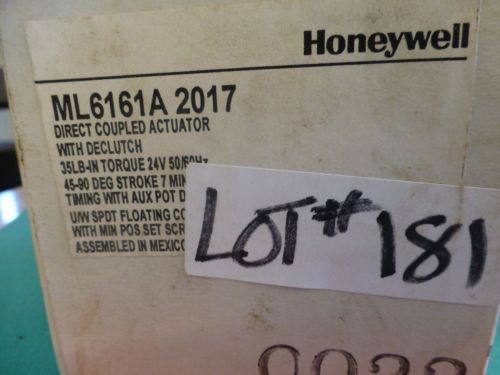 Honeywell
ML6161A 2017
DIRECT COUPLED ACTUATOR
WITH DECLUTCH
35LB-IN TORQUE 24V 50/60Hz
45-90 DEG STROKE 7 MIN
TIMING WITH AUX POT
U/W SPDT FLOATING
WITH MIN POS SET
ASSEMBLED IN MEXICO
LOT# 181